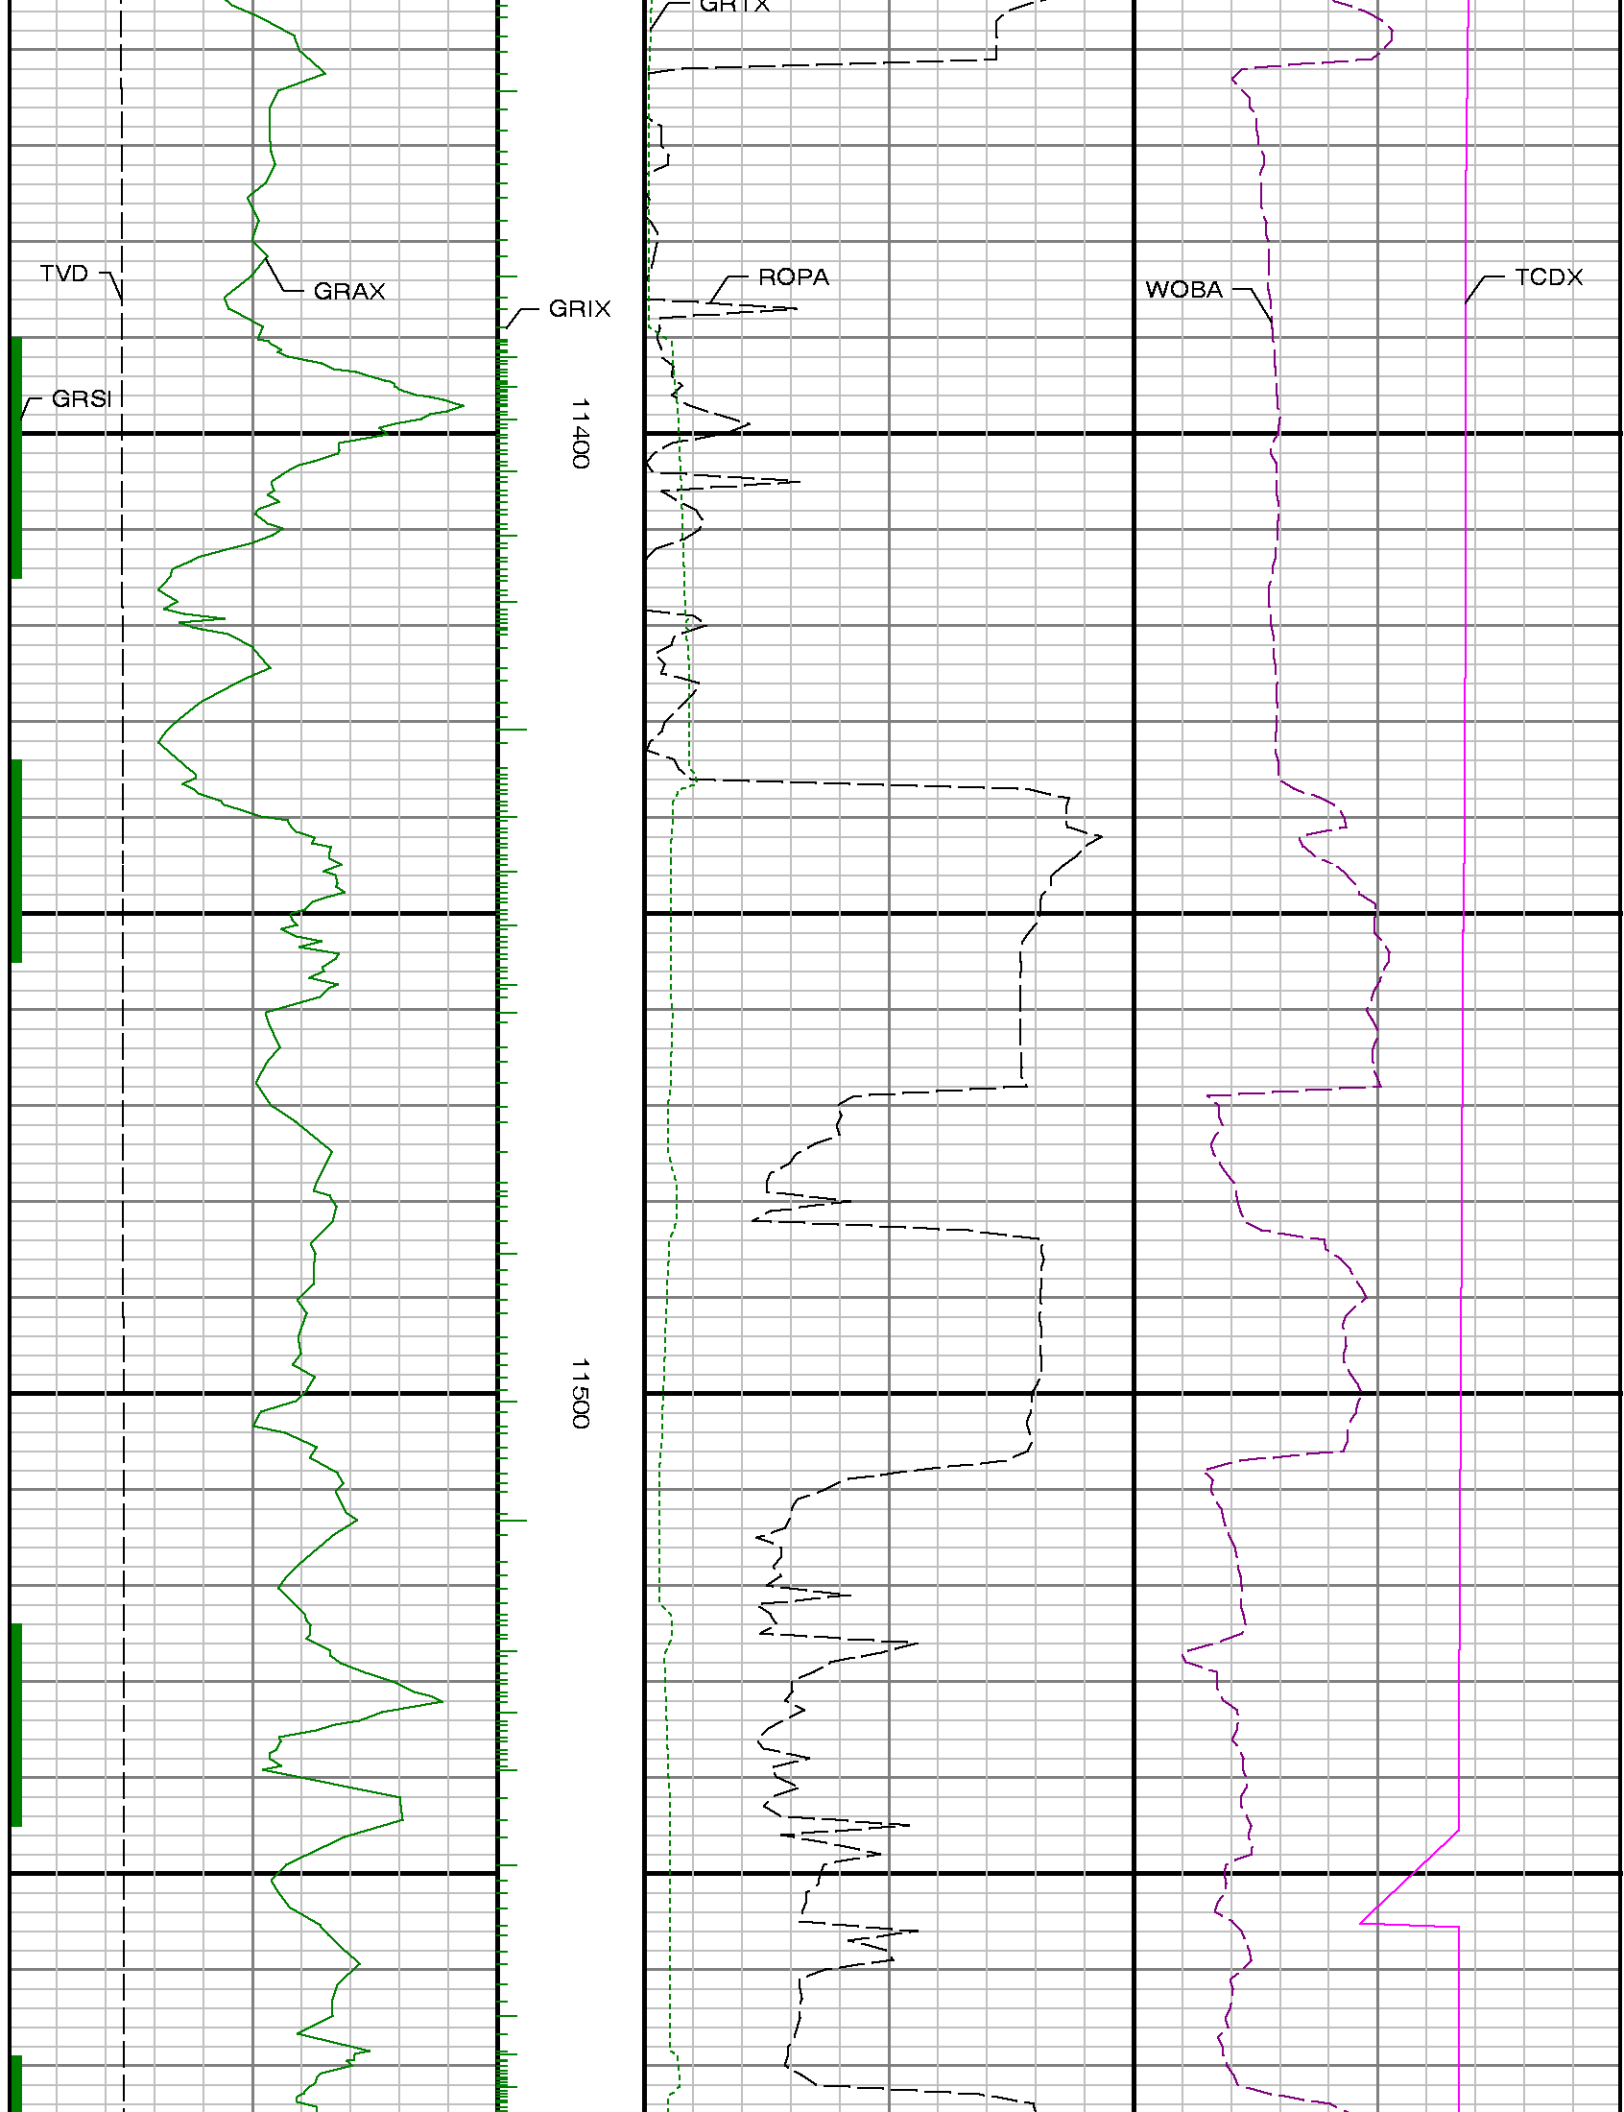 GRTX
TVD
GRAX
GRIX
ROPA
WOBA
TCDX
GRSI
11400
11500